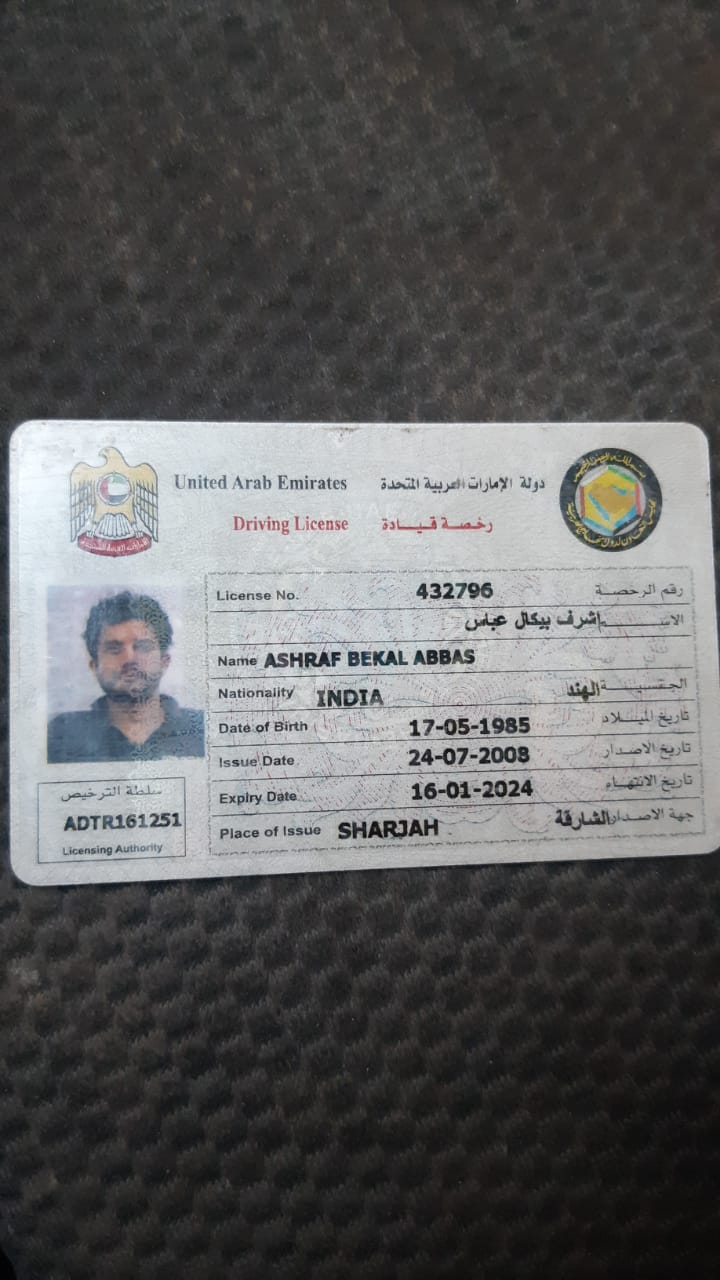 United Arab Emirates دولة الإمارات العربية المتحدة
Driving License رخصة قيادة
License No. 432796 رقم الرخصة
الاسم اشرف بيكال عباس
Name ASHRAF BEKAL ABBAS
Nationality INDIA الهند الجنسية
Date of Birth 17-05-1985 تاريخ الميلاد
Issue Date 24-07-2008 تاريخ الاصدار
Expiry Date 16-01-2024 تاريخ الانتهاء
Place of Issue SHARJAH الشارقة جهة الاصدار
سلطة الترخيص
ADTR161251
Licensing Authority